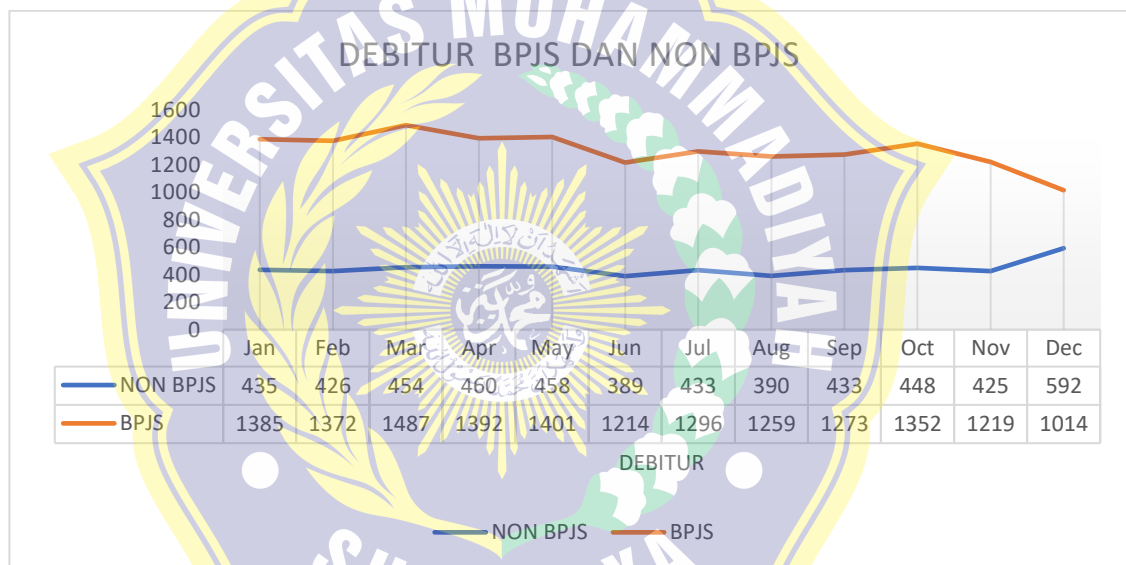 UNIVERSITAS MUHAMMADIYAH
DEBITUR BPJS DAN NON BPJS
1600
1400
1200
1000
800
600
400
200
0
Jan Feb Mar Apr May Jun Jul Aug Sep Oct Nov Dec
NON BPJS 435 426 454 460 458 389 433 390 433 448 425 592
BPJS 1385 1372 1487 1392 1401 1214 1296 1259 1273 1352 1219 1014
DEBITUR
NON BPJS BPJS